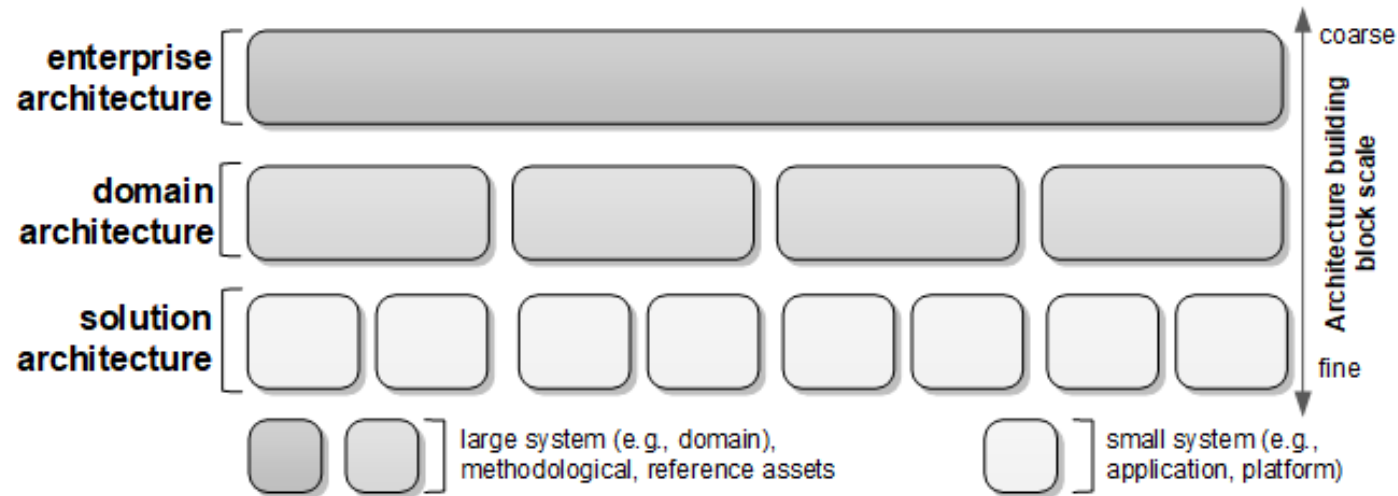 enterprise
architecture
coarse
domain
architecture
Architecture building
block scale
solution
architecture
fine
large system (e.g., domain),
methodological, reference assets
small system (e.g.,
application, platform)